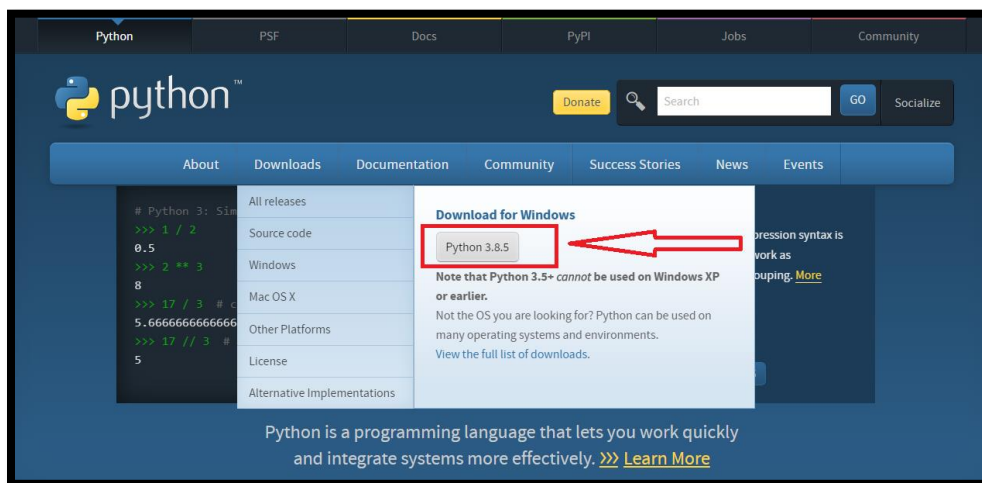 Python PSF Docs PyPI Jobs Community
python™
Donate Search GO Socialize
About Downloads Documentation Community Success Stories News Events
# Python 3: Sim
>>> 1 / 2
0.5
>>> 2 ** 3
8
>>> 17 / 3 # c
5.6666666666666
>>> 17 // 3 #
5
All releases
Source code
Windows
Mac OS X
Other Platforms
License
Alternative Implementations
Download for Windows
Python 3.8.5
Note that Python 3.5+ cannot be used on Windows XP
or earlier.
Not the OS you are looking for? Python can be used on
many operating systems and environments.
View the full list of downloads.
pression syntax is
work as
ouping. More
Python is a programming language that lets you work quickly
and integrate systems more effectively. >>> Learn More